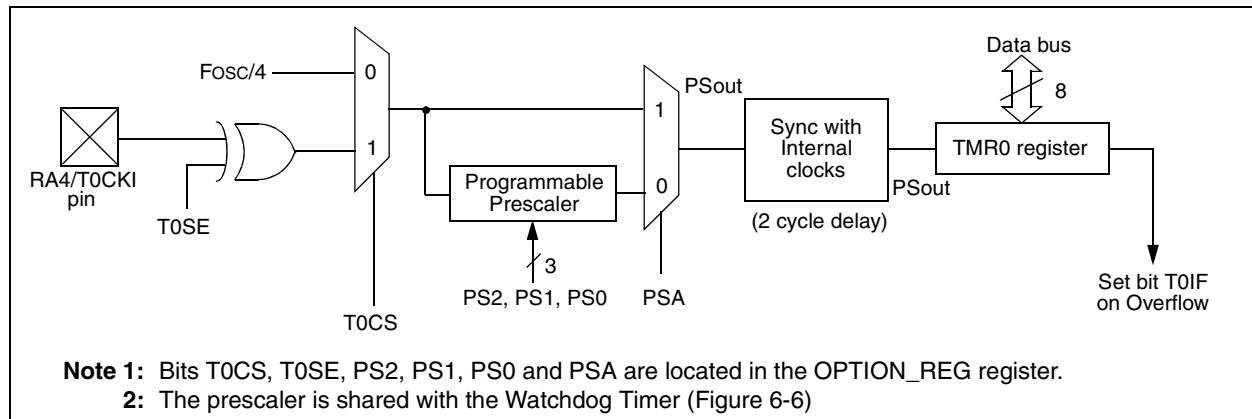 Data bus
8
FOSC/4
0
1
RA4/T0CKI
pin
T0SE
T0CS
Programmable
Prescaler
3
PS2, PS1, PS0
1
0
PSA
PSout
Sync with
Internal
clocks
(2 cycle delay)
PSout
TMR0 register
Set bit T0IF
on Overflow
Note 1: Bits T0CS, T0SE, PS2, PS1, PS0 and PSA are located in the OPTION_REG register.
2: The prescaler is shared with the Watchdog Timer (Figure 6-6)